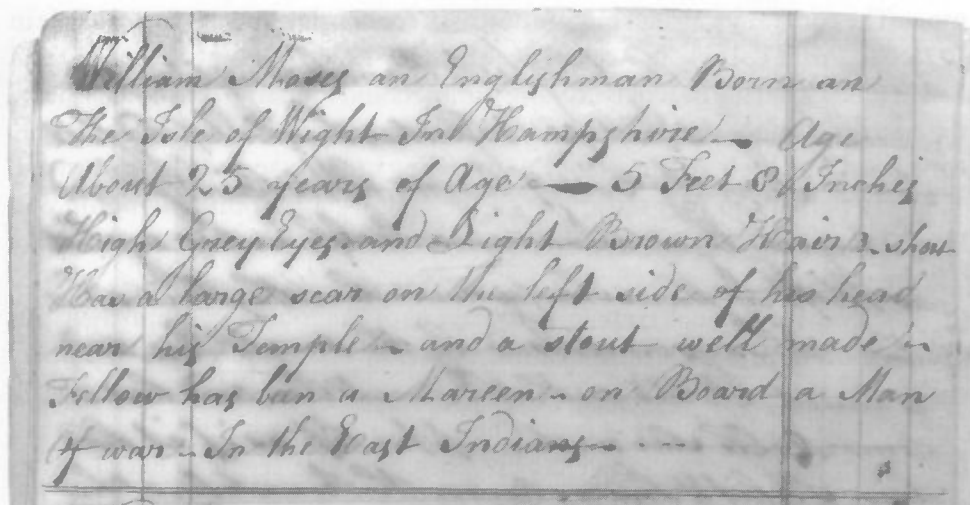 William Moses an Englishman Born an
The Isle of Wight In Hampshire — Age
About 25 years of Age — 5 Feet 8 Inches
High Grey Eyes and Light Brown Hair - short
Has a large scar on the left side of his head
near his Temple - and a stout well made -
Fellow has ban a Mareen - on Board a Man
of war - In the East Indians - - -